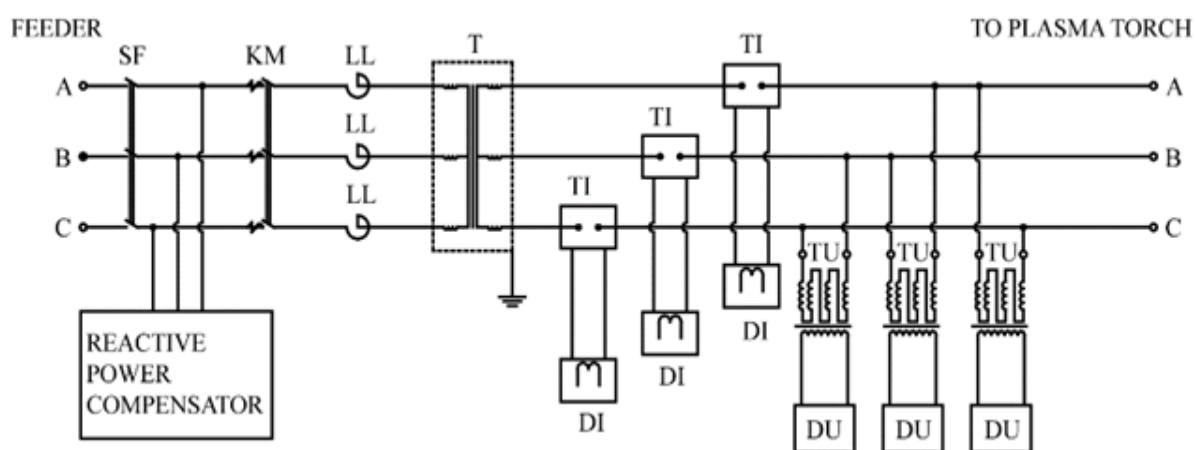 FEEDER
TO PLASMA TORCH
SF
KM
LL
T
TI
A
A
LL
TI
B
B
LL
TI
C
C
TU
TU
TU
REACTIVE
POWER
COMPENSATOR
DI
DI
DI
DU
DU
DU